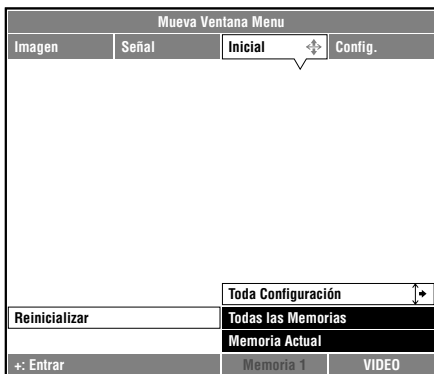 Mueva Ventana Menu
Imagen Señal Inicial Config.
Toda Configuración
Reinicializar Todas las Memorias
Memoria Actual
+: Entrar Memoria 1 VIDEO